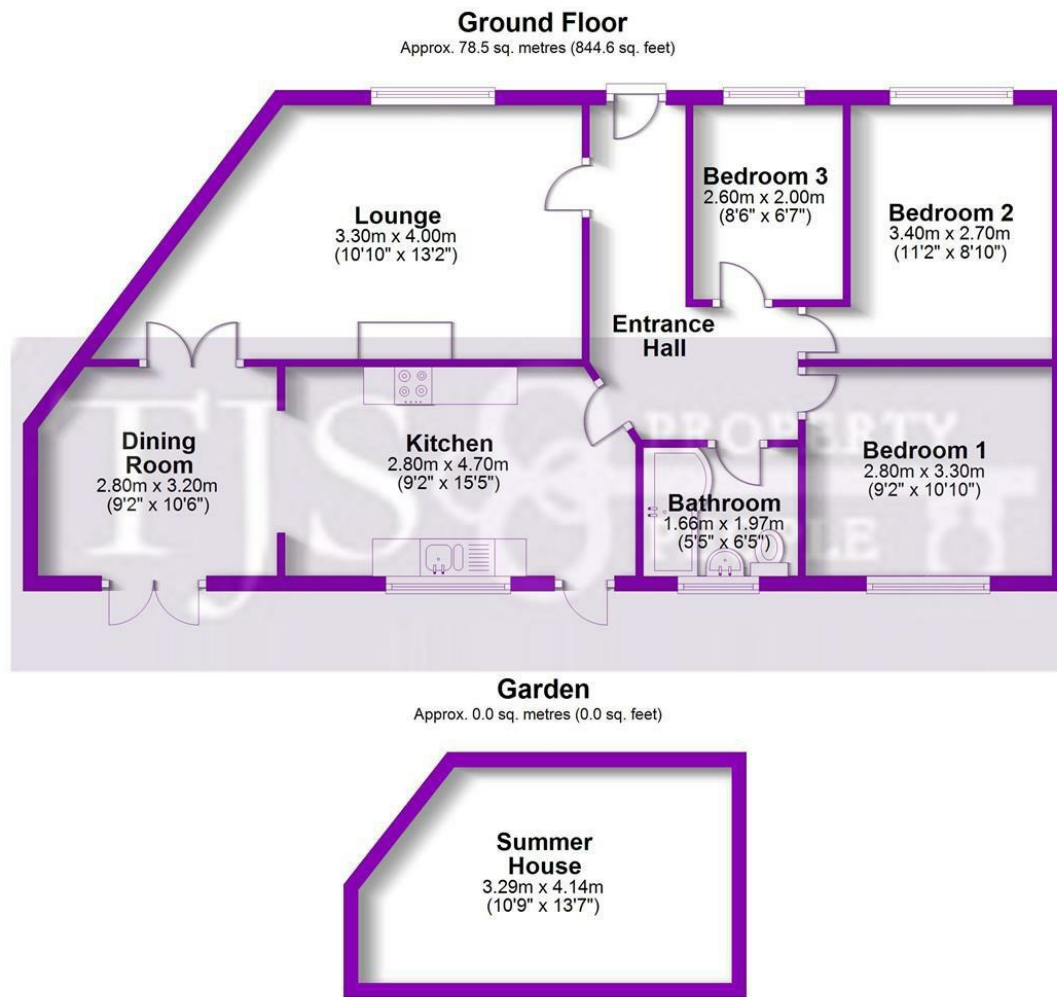 Ground Floor
Approx. 78.5 sq. metres (844.6 sq. feet)
Lounge
3.30m x 4.00m
(10'10" x 13'2")
Bedroom 3
2.60m x 2.00m
(8'6" x 6'7")
Bedroom 2
3.40m x 2.70m
(11'2" x 8'10")
Entrance
Hall
Dining
Room
2.80m x 3.20m
(9'2" x 10'6")
Kitchen
2.80m x 4.70m
(9'2" x 15'5")
Bathroom
1.66m x 1.97m
(5'5" x 6'5")
Bedroom 1
2.80m x 3.30m
(9'2" x 10'10")
TJS
PROPERTY
Garden
Approx. 0.0 sq. metres (0.0 sq. feet)
Summer
House
3.29m x 4.14m
(10'9" x 13'7")